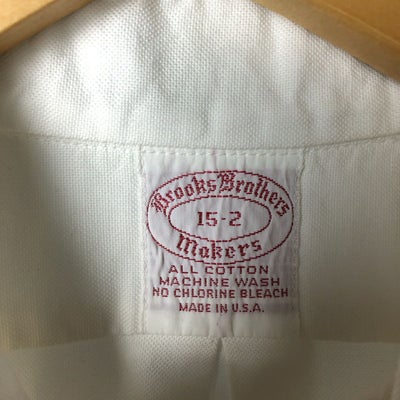 Brooks Brothers
15-2
Makers
ALL COTTON
MACHINE WASH
NO CHLORINE BLEACH
MADE IN U.S.A.